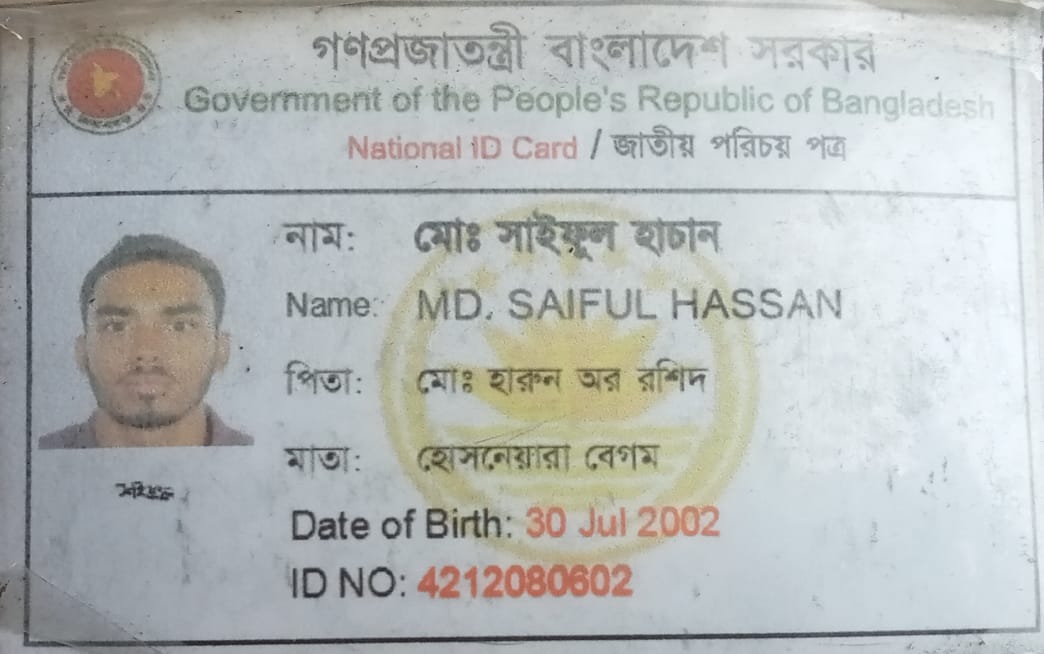 গণপ্রজাতন্ত্রী বাংলাদেশ সরকার
Government of the People's Republic of Bangladesh
National ID Card / জাতীয় পরিচয় পত্র
নাম: মোঃ সাইফুল হাচান
Name: MD. SAIFUL HASSAN
পিতা: মোঃ হারুন অর রশিদ
মাতা: হোসনেয়ারা বেগম
Date of Birth: 30 Jul 2002
ID NO: 4212080602